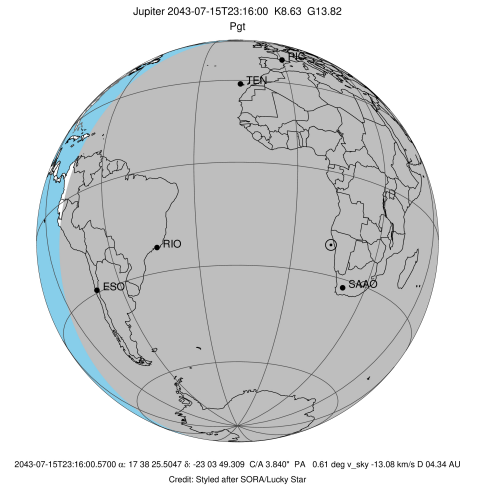 Jupiter 2043-07-15T23:16:00 K8.63 G13.82
Pgt
PIC
TEN
RIO
ESO
SAAO
2043-07-15T23:16:00.5700 α: 17 38 25.5047 δ: -23 03 49.309 C/A 3.840" PA 0.61 deg v_sky -13.08 km/s D 04.34 AU
Credit: Styled after SORA/Lucky Star